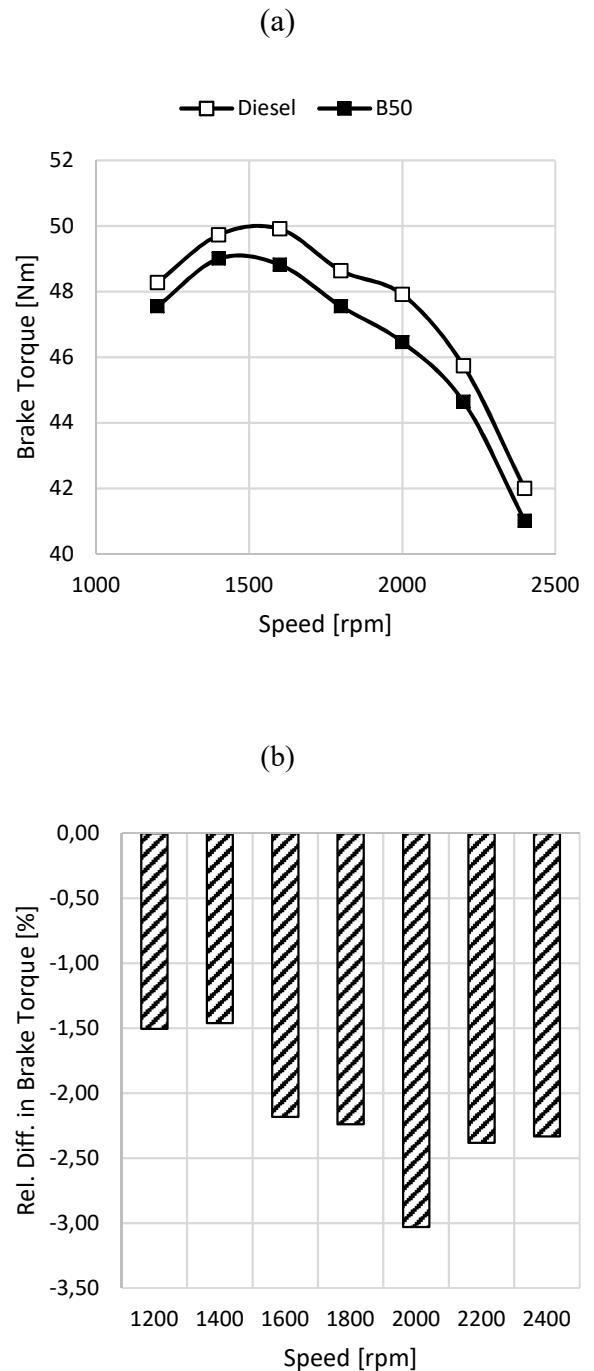 (a)
Diesel B50
52
50
48
46
44
42
40
Brake Torque [Nm]
1000 1500 2000 2500
Speed [rpm]
(b)
0,00
-0,50
-1,00
-1,50
-2,00
-2,50
-3,00
-3,50
Rel. Diff. in Brake Torque [%]
1200 1400 1600 1800 2000 2200 2400
Speed [rpm]